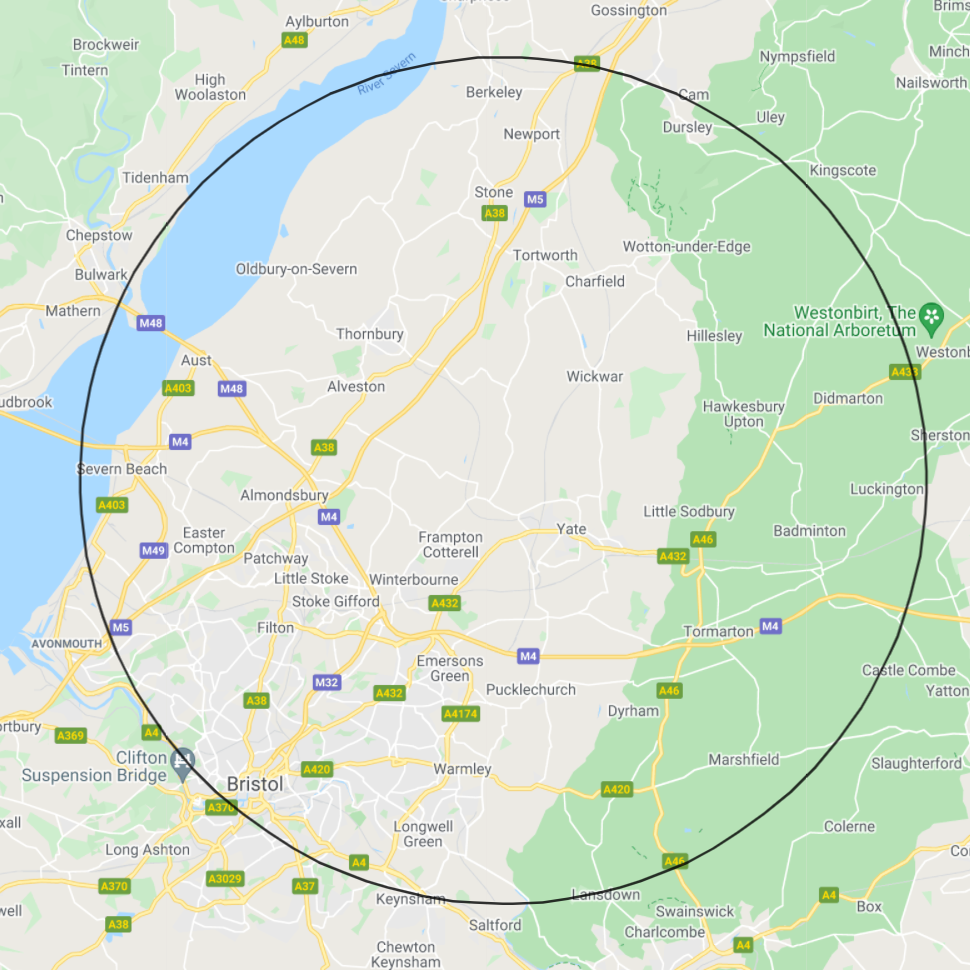 Gossington
Aylburton
A48
Brockweir
Tintern
Nympsfield
Minch
Nailsworth
High
Woolaston
River Severn
A38
Berkeley
Cam
Dursley
Uley
Newport
Kingscote
Tidenham
Stone
M5
A38
Chepstow
Wotton-under-Edge
Tortworth
Bulwark
Oldbury-on-Severn
Charfield
Mathern
M48
Westonbirt, The
National Arboretum
Thornbury
Hillesley
Westonb
Aust
A433
A403
M48
Alveston
Wickwar
Didmarton
udbrook
Hawkesbury
Upton
Sherston
M4
A38
Severn Beach
Luckington
Almondsbury
A403
M4
Little Sodbury
Easter
Compton
Yate
Badminton
A46
Frampton
Cotterell
M49
A432
Patchway
Little Stoke
Winterbourne
Stoke Gifford
A432
M5
Filton
Tormarton
M4
AVONMOUTH
M4
Emersons
Green
Castle Combe
M32
A432
Pucklechurch
A46
Yatton
A38
A4174
Dyrham
ortbury
A369
A4
Clifton
Suspension Bridge
Marshfield
Slaughterford
A420
Warmley
Bristol
A420
A370
xall
Longwell
Green
Colerne
Long Ashton
A4
A46
Co
A370
A3029
A37
Keynsham
Lansdown
A4
Box
well
A38
Saltford
Swainswick
Charlcombe
A4
Chewton
Keynsham